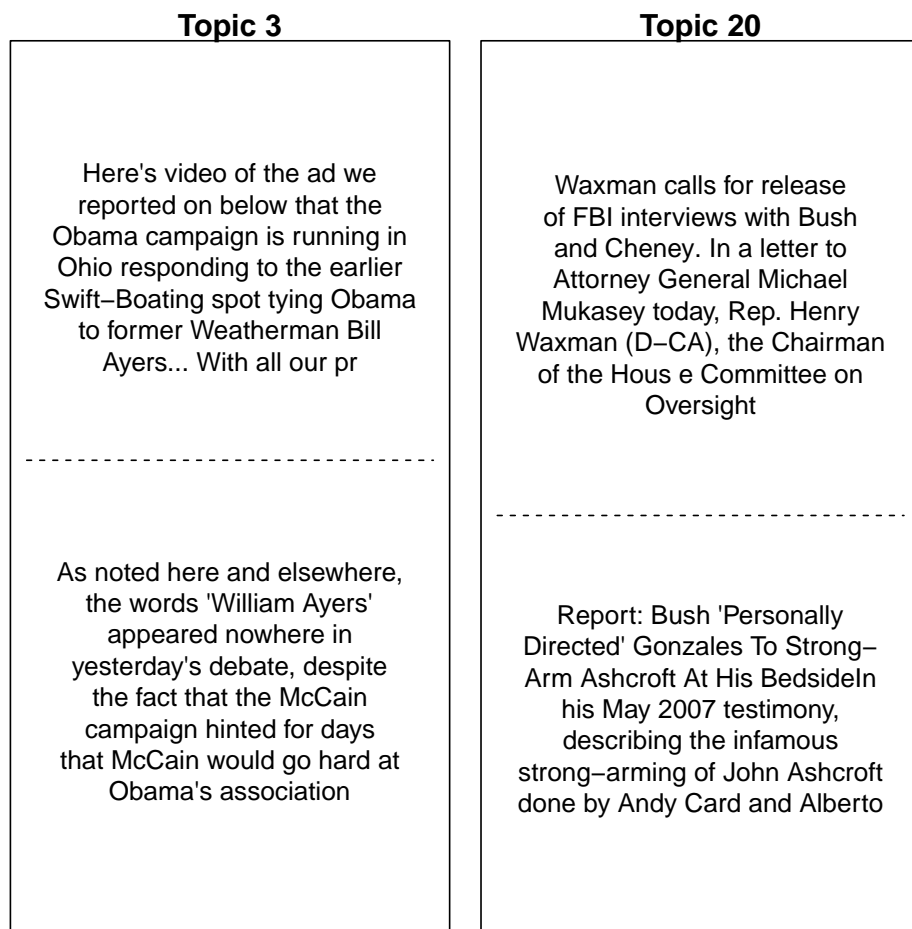 Topic 3
Here's video of the ad we
reported on below that the
Obama campaign is running in
Ohio responding to the earlier
Swift−Boating spot tying Obama
to former Weatherman Bill
Ayers... With all our pr
As noted here and elsewhere,
the words 'William Ayers'
appeared nowhere in
yesterday's debate, despite
the fact that the McCain
campaign hinted for days
that McCain would go hard at
Obama's association
Topic 20
Waxman calls for release
of FBI interviews with Bush
and Cheney. In a letter to
Attorney General Michael
Mukasey today, Rep. Henry
Waxman (D−CA), the Chairman
of the Hous e Committee on
Oversight
Report: Bush 'Personally
Directed' Gonzales To Strong−
Arm Ashcroft At His BedsideIn
his May 2007 testimony,
describing the infamous
strong−arming of John Ashcroft
done by Andy Card and Alberto